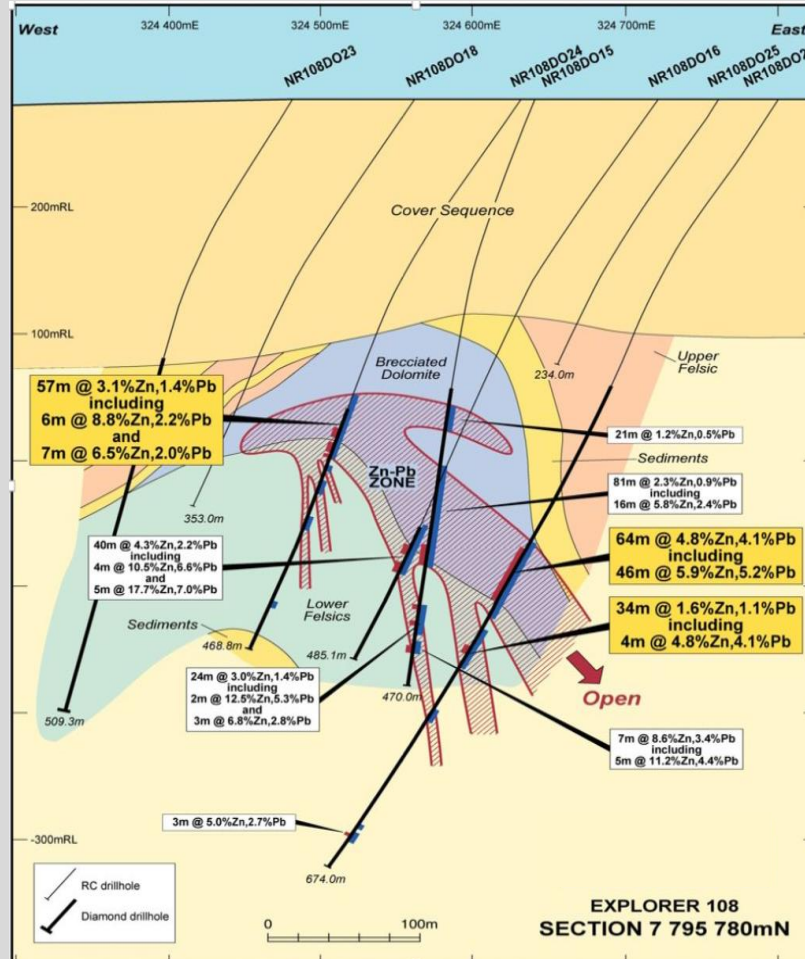 West
324 400mE
324 500mE
324 600mE
324 700mE
East
NR108DO23
NR108DO18
NR108DO24
NR108DO15
NR108DO16
NR108DO25
200mRL
Cover Sequence
100mRL
Brecciated
Dolomite
Upper
Felsic
234.0m
57m @ 3.1%Zn,1.4%Pb
including
6m @ 8.8%Zn,2.2%Pb
and
7m @ 6.5%Zn,2.0%Pb
21m @ 1.2%Zn,0.5%Pb
Sediments
Zn-Pb
ZONE
81m @ 2.3%Zn,0.9%Pb
including
16m @ 5.8%Zn,2.4%Pb
353.0m
40m @ 4.3%Zn,2.2%Pb
including
4m @ 10.5%Zn,6.6%Pb
and
5m @ 17.7%Zn,7.0%Pb
64m @ 4.8%Zn,4.1%Pb
including
46m @ 5.9%Zn,5.2%Pb
34m @ 1.6%Zn,1.1%Pb
including
4m @ 4.8%Zn,4.1%Pb
Lower
Felsics
Sediments
468.8m
485.1m
470.0m
Open
24m @ 3.0%Zn,1.4%Pb
including
2m @ 12.5%Zn,5.3%Pb
and
3m @ 6.8%Zn,2.8%Pb
509.3m
7m @ 8.6%Zn,3.4%Pb
including
5m @ 11.2%Zn,4.4%Pb
3m @ 5.0%Zn,2.7%Pb
-300mRL
674.0m
RC drillhole
Diamond drillhole
0
100m
EXPLORER 108
SECTION 7 795 780mN